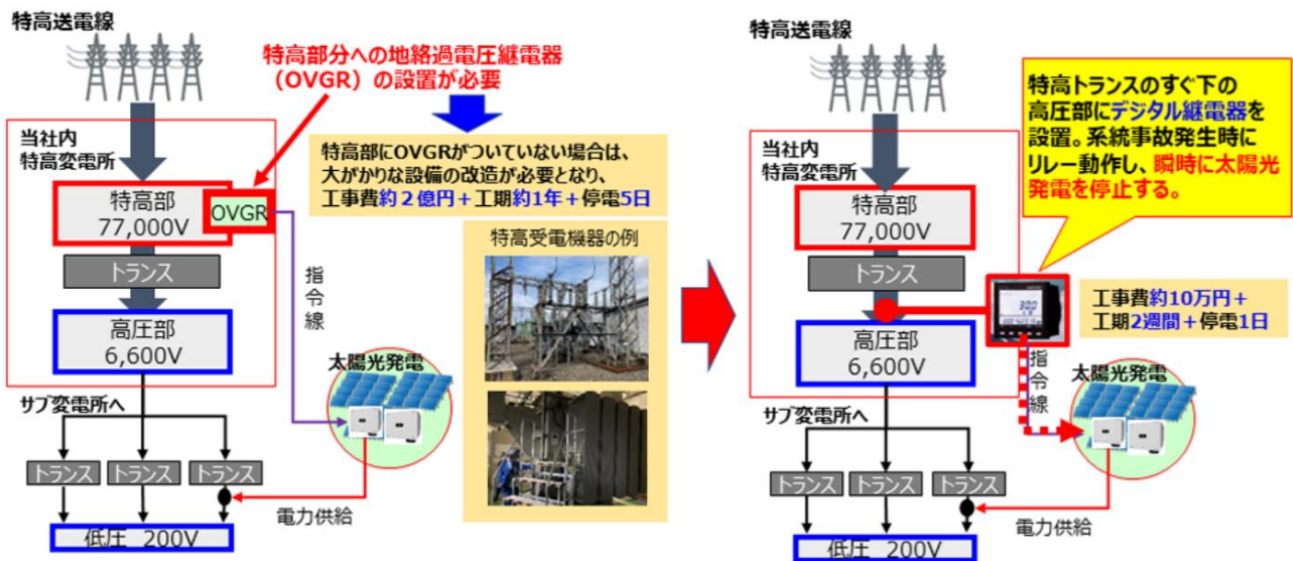 特高送電線
特高部分への地絡過電圧継電器
（OVGR）の設置が必要
当社内
特高変電所
特高部にOVGRがついていない場合は、
大がかりな設備の改造が必要となり、
工事費約２億円＋工期約1年＋停電5日
特高部
77,000V
OVGR
トランス
高圧部
6,600V
指令線
特高受電機器の例
太陽光発電
サブ変電所へ
トランス
トランス
トランス
電力供給
低圧 200V
特高送電線
特高トランスのすぐ下の
高圧部にデジタル継電器を
設置。系統事故発生時に
リレー動作し、瞬時に太陽光
発電を停止する。
当社内
特高変電所
特高部
77,000V
トランス
高圧部
6,600V
工事費約10万円＋
工期2週間＋停電1日
指令線
太陽光発電
サブ変電所へ
トランス
トランス
トランス
電力供給
低圧 200V